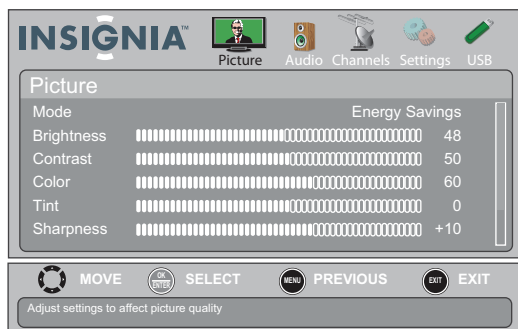 INSIGNIA™
Picture Audio Channels Settings USB
Picture
Mode Energy Savings
Brightness 48
Contrast 50
Color 60
Tint 0
Sharpness +10
MOVE OK ENTER SELECT MENU PREVIOUS EXIT EXIT
Adjust settings to affect picture quality